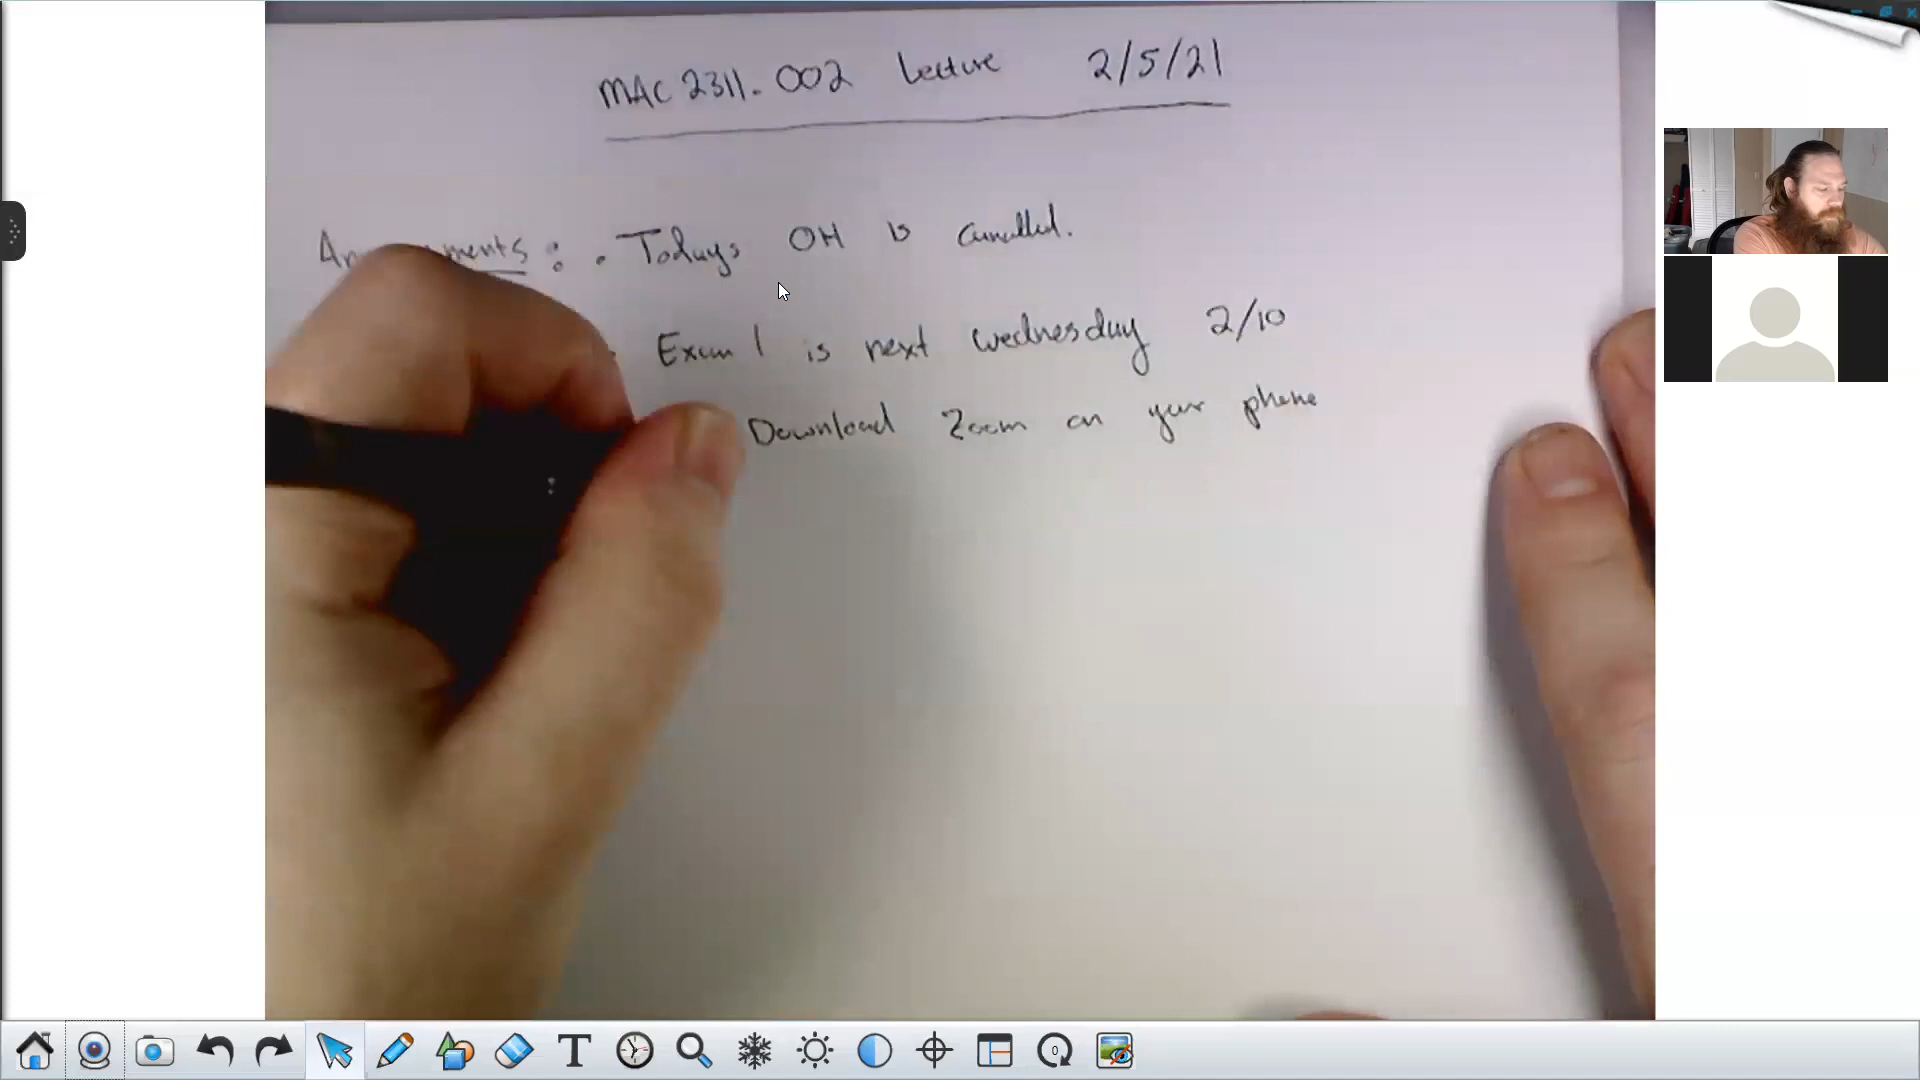 MAC 2311.002 Lecture 2/5/21
: . Todays OH is cancelled.
Exam 1 is next Wednesday 2/10
Download Zoom on your phone
T
0